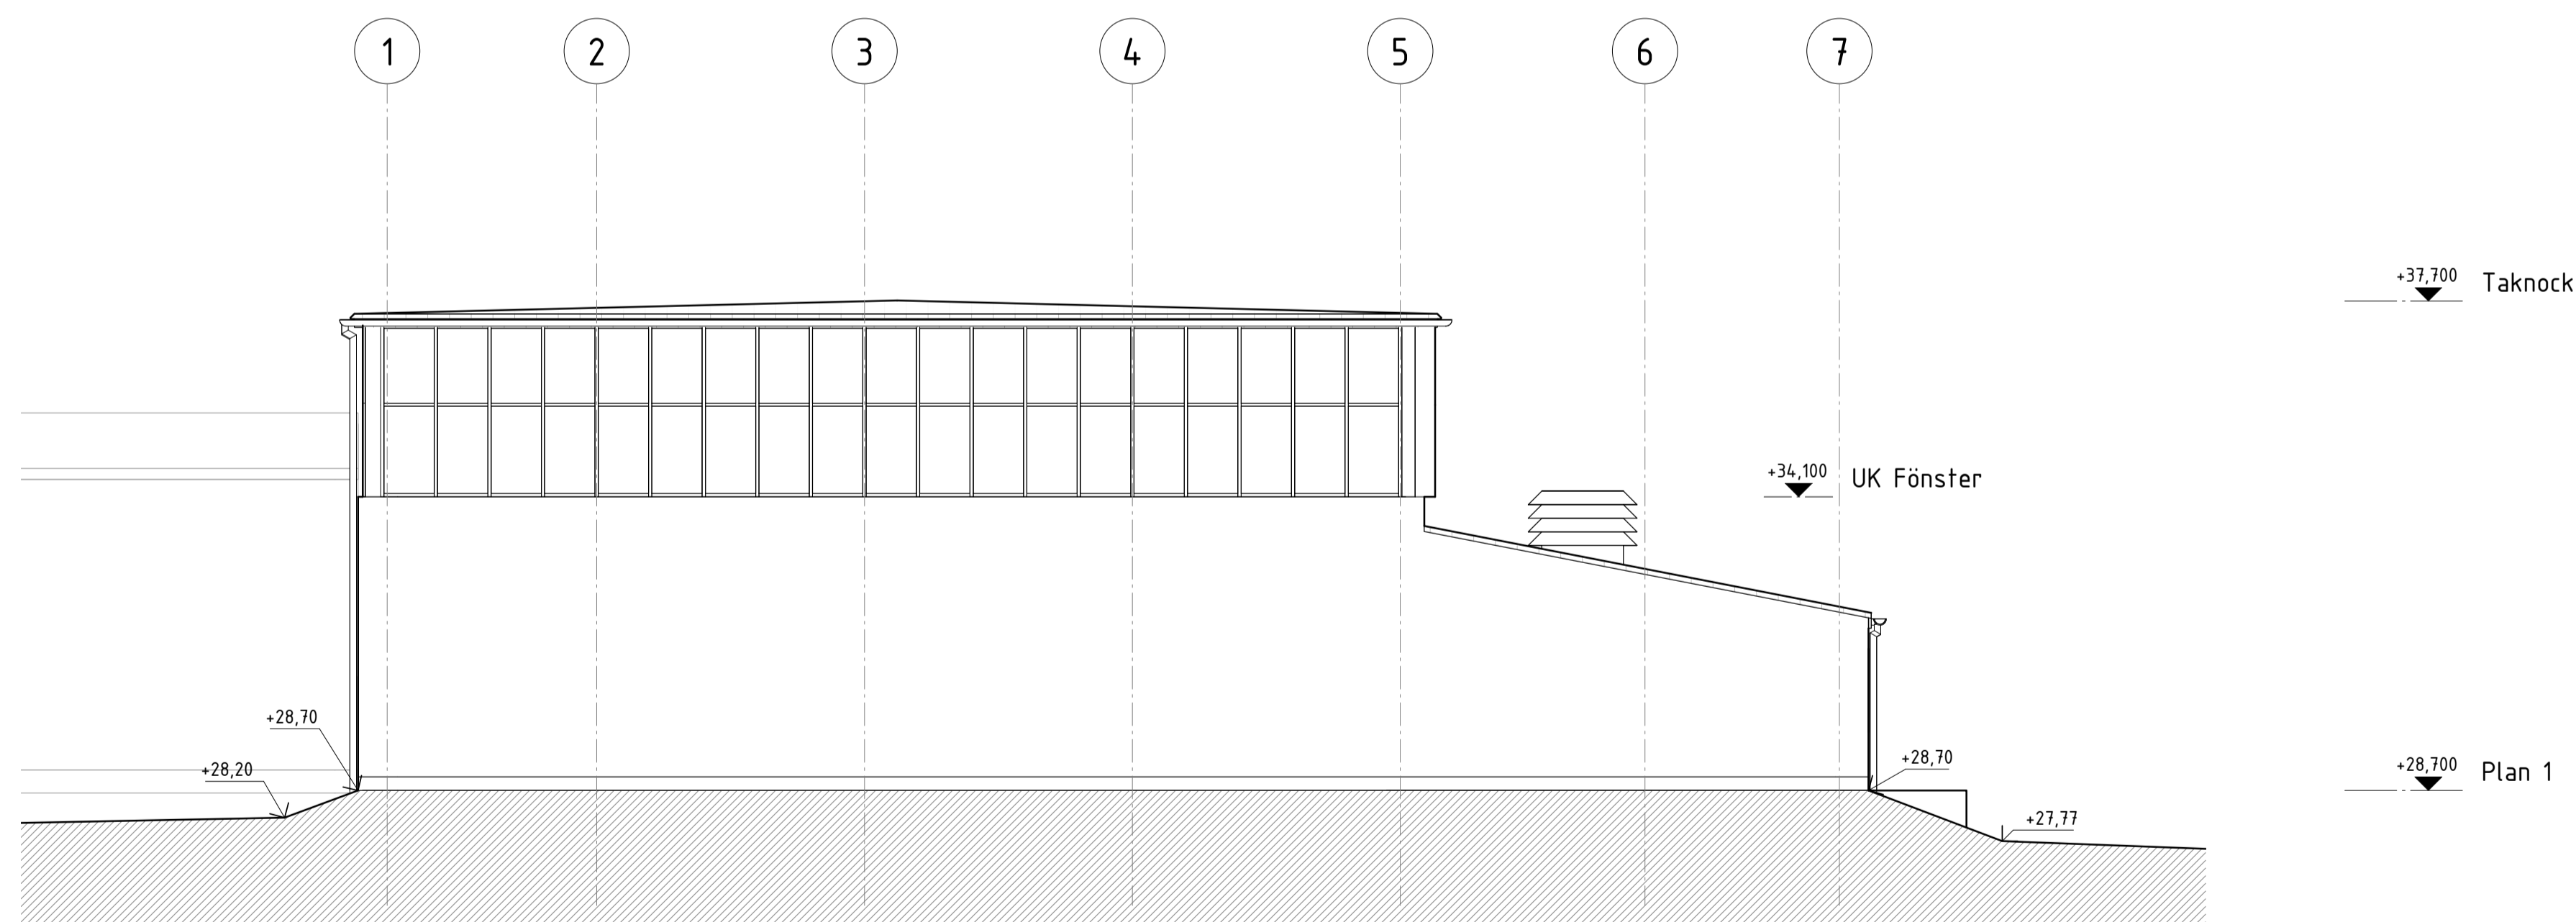 1 2 3 4 5 6 7
+37,700 Taknock
+34,100 UK Fönster
+28,70
+28,20
+28,70
+28,700 Plan 1
+27,77